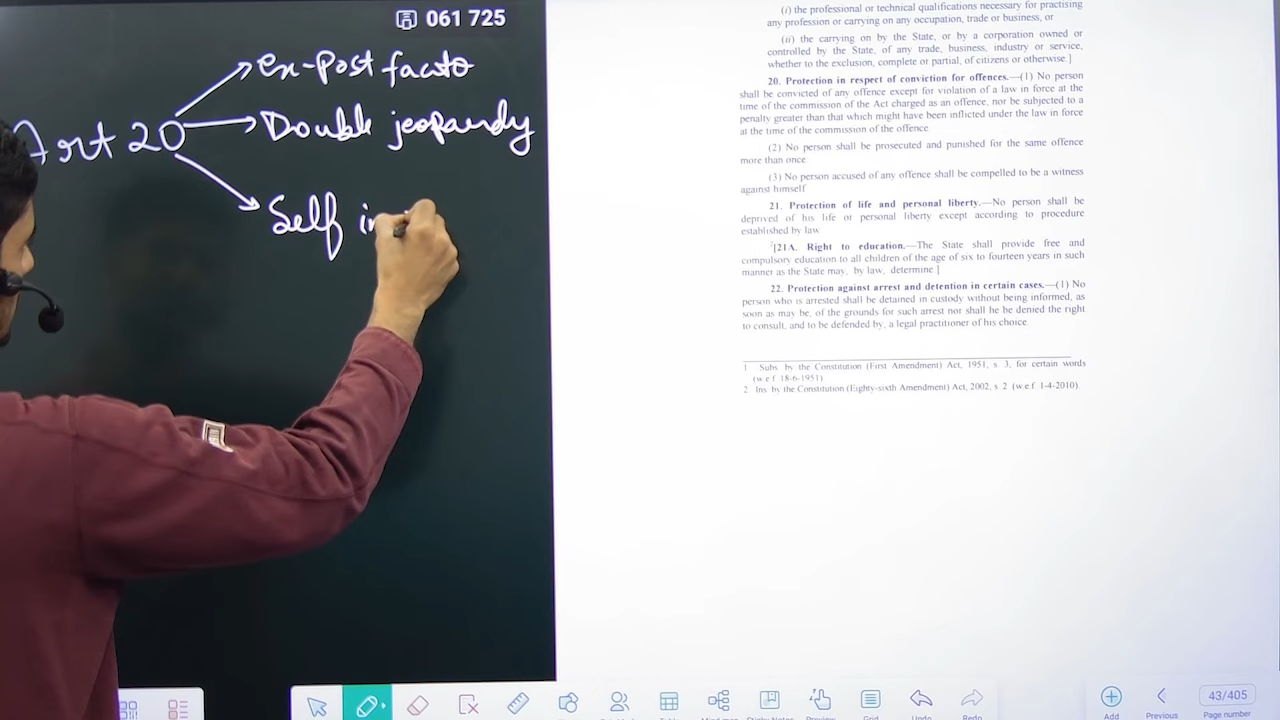 061 725
Art 20
ex-Post facto
Double jeopardy
Self in
(i) the professional or technical qualifications necessary for practising
any profession or carrying on any occupation, trade or business, or
(ii) the carrying on by the State, or by a corporation owned or
controlled by the State, of any trade, business, industry or service,
whether to the exclusion, complete or partial, of citizens or otherwise.]
20. Protection in respect of conviction for offences.—(1) No person
shall be convicted of any offence except for violation of a law in force at the
time of the commission of the Act charged as an offence, nor be subjected to a
penalty greater than that which might have been inflicted under the law in force
at the time of the commission of the offence
(2) No person shall be prosecuted and punished for the same offence
more than once
(3) No person accused of any offence shall be compelled to be a witness
against himself
21. Protection of life and personal liberty.—No person shall be
deprived of his life or personal liberty except according to procedure
established by law
²[21A. Right to education.—The State shall provide free and
compulsory education to all children of the age of six to fourteen years in such
manner as the State may, by law, determine.]
22. Protection against arrest and detention in certain cases.—(1) No
person who is arrested shall be detained in custody without being informed, as
soon as may be, of the grounds for such arrest nor shall he be denied the right
to consult, and to be defended by, a legal practitioner of his choice
1 Subs by the Constitution (First Amendment) Act, 1951, s 3, for certain words
(w e f 18-6-1951)
2 Ins by the Constitution (Eighty-sixth Amendment) Act, 2002, s 2 (w e f 1-4-2010).
43/405
Add Previous Page number
Undo Redo